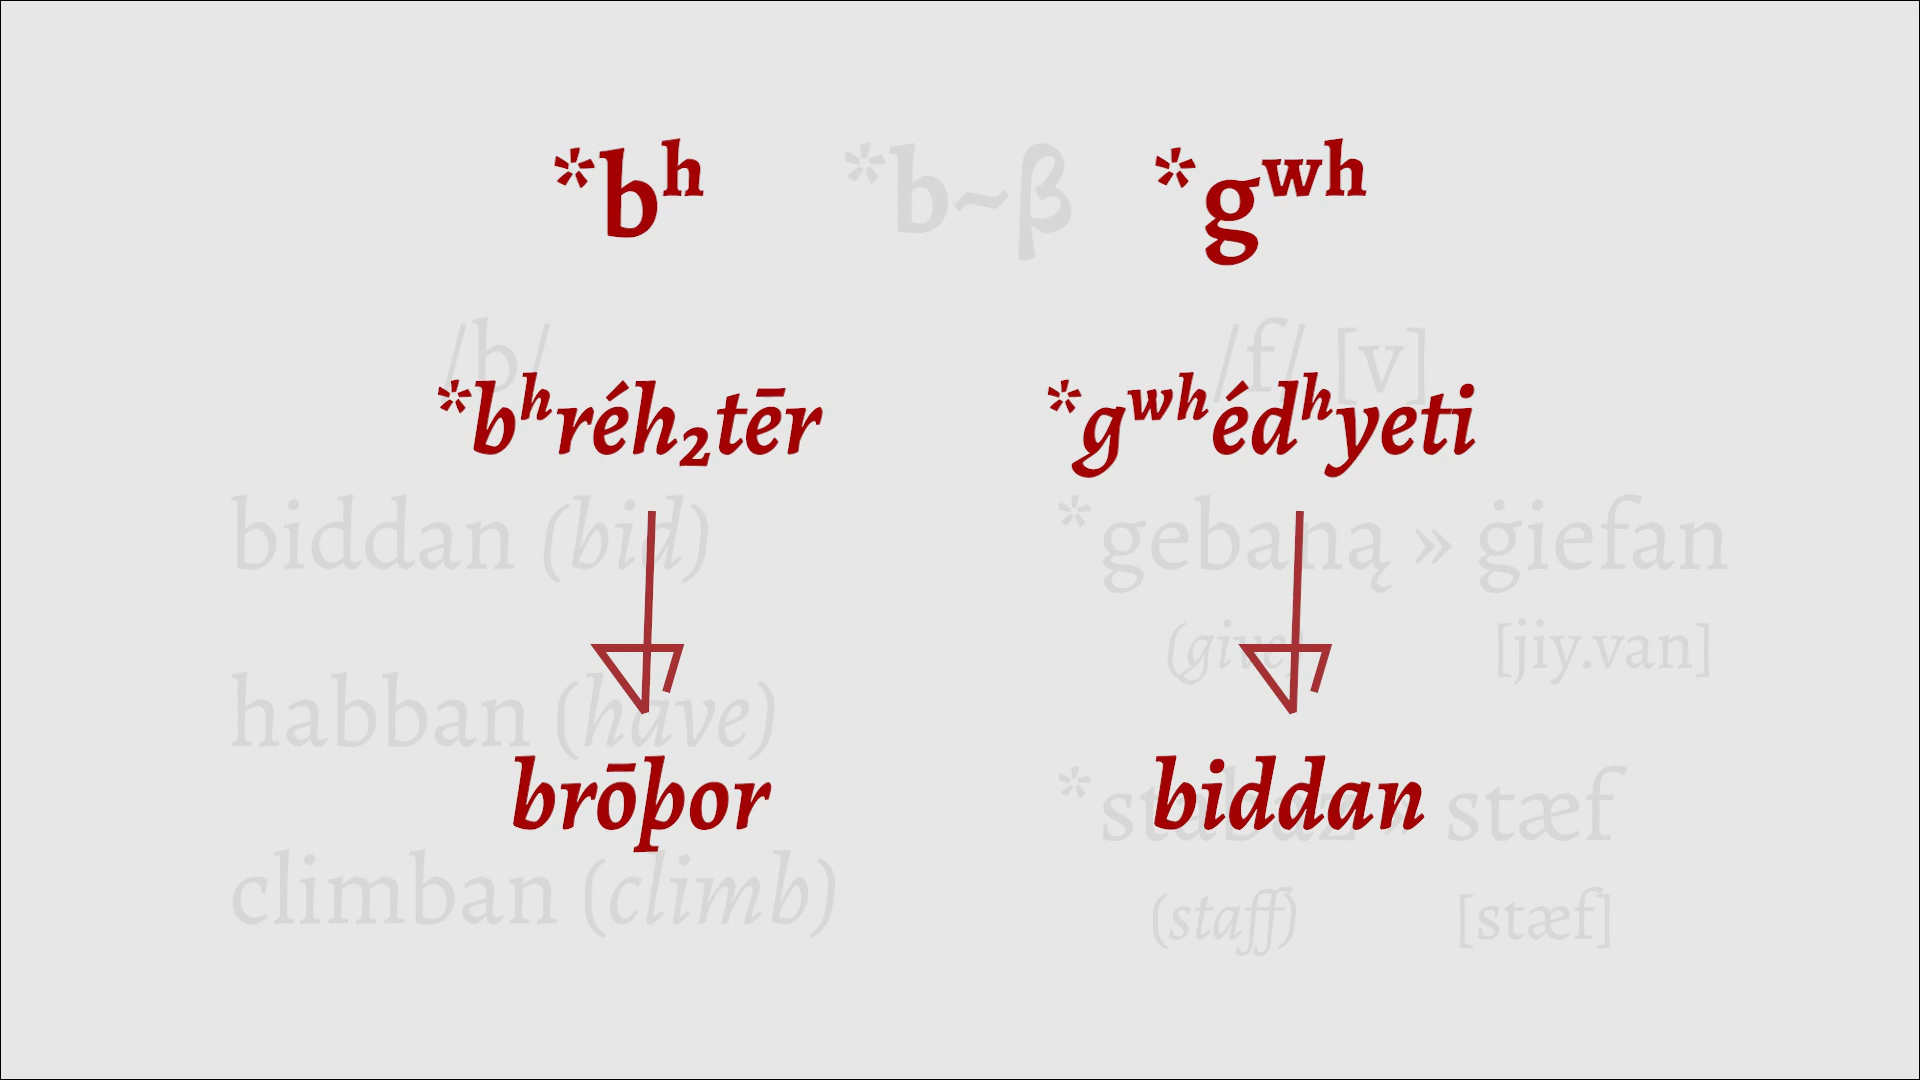 *bʰ *b~β *gʷʰ
/b/ /f/ [v]
*bʰréh₂tēr *gʷʰédʰyeti
biddan (bid) *gebaną » ġiefan
(give) [jiy.van]
habban (have)
brōþor biddan
*stabaz » stæf
climban (climb)
(staff) [stæf]